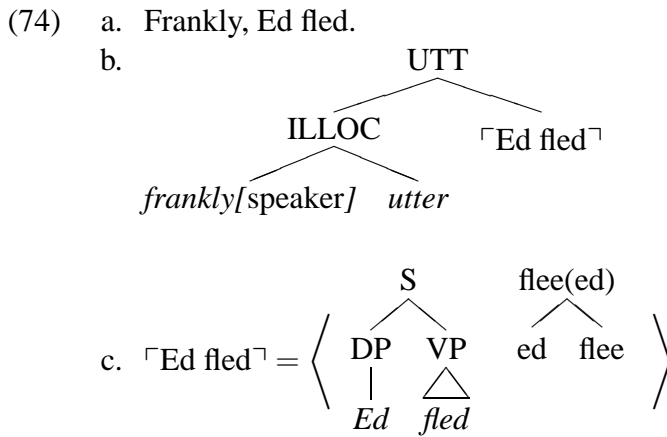 (74) a. Frankly, Ed fled.
b. UTT
ILLOC ⌜Ed fled⌝
frankly[speaker] utter
S flee(ed)
c. ⌜Ed fled⌝ = ⟨ DP VP ed flee ⟩
Ed fled